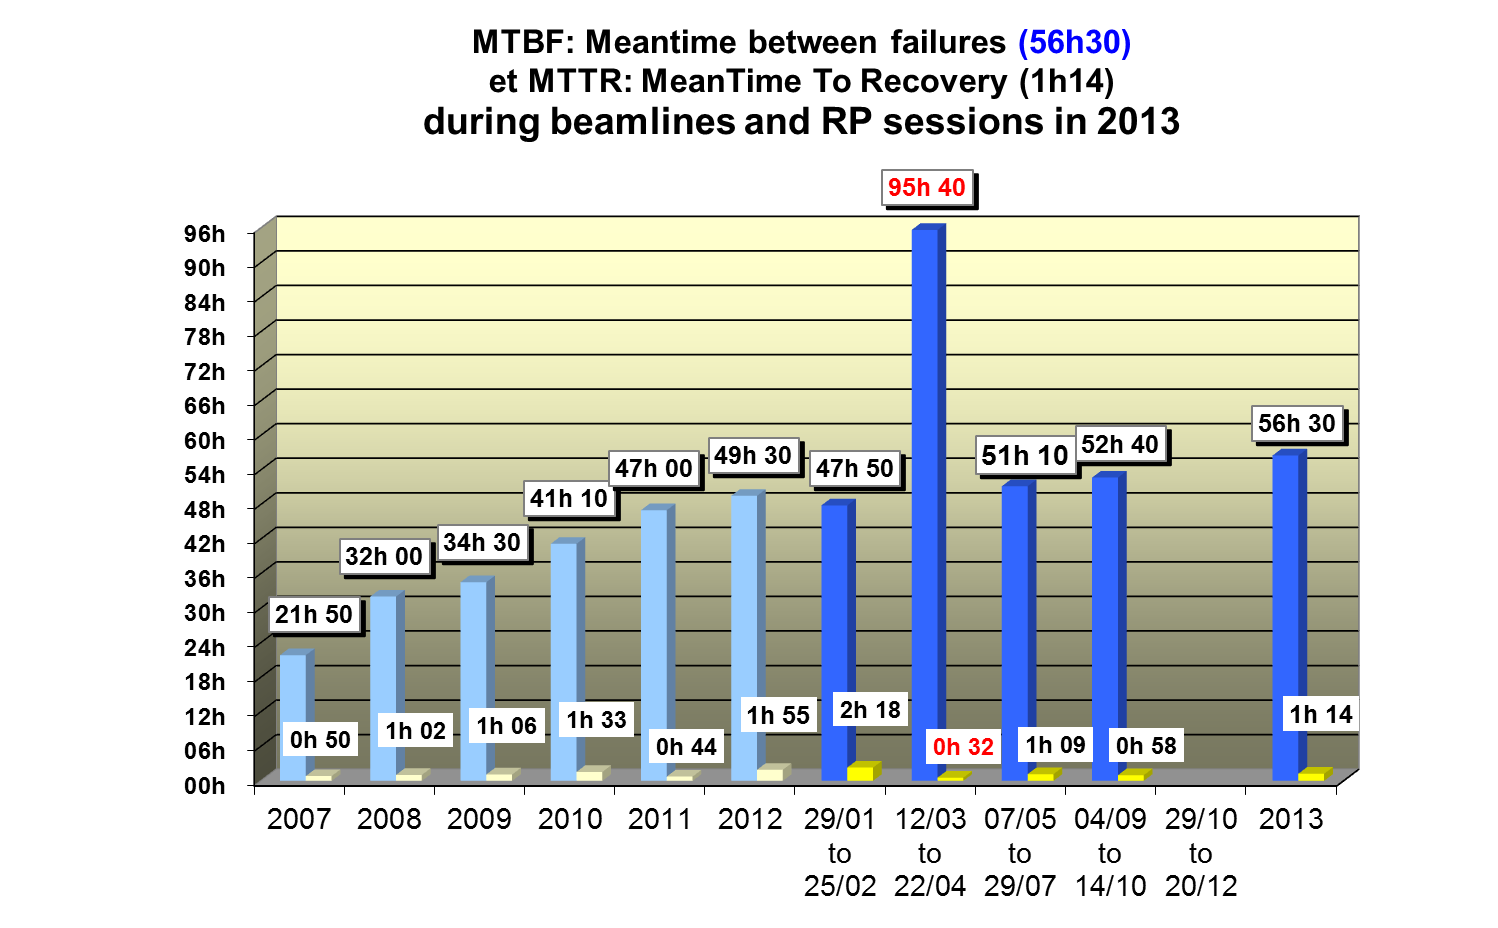 MTBF: Meantime between failures (56h30)
et MTTR: MeanTime To Recovery (1h14)
during beamlines and RP sessions in 2013
95h 40
96h
90h
84h
78h
72h
66h
60h
54h
48h
42h
36h
30h
24h
18h
12h
06h
00h
21h 50
32h 00
34h 30
41h 10
47h 00
49h 30
47h 50
51h 10
52h 40
56h 30
0h 50
1h 02
1h 06
1h 33
0h 44
1h 55
2h 18
0h 32
1h 09
0h 58
1h 14
2007
2008
2009
2010
2011
2012
29/01
to
25/02
12/03
to
22/04
07/05
to
29/07
04/09
to
14/10
29/10
to
20/12
2013